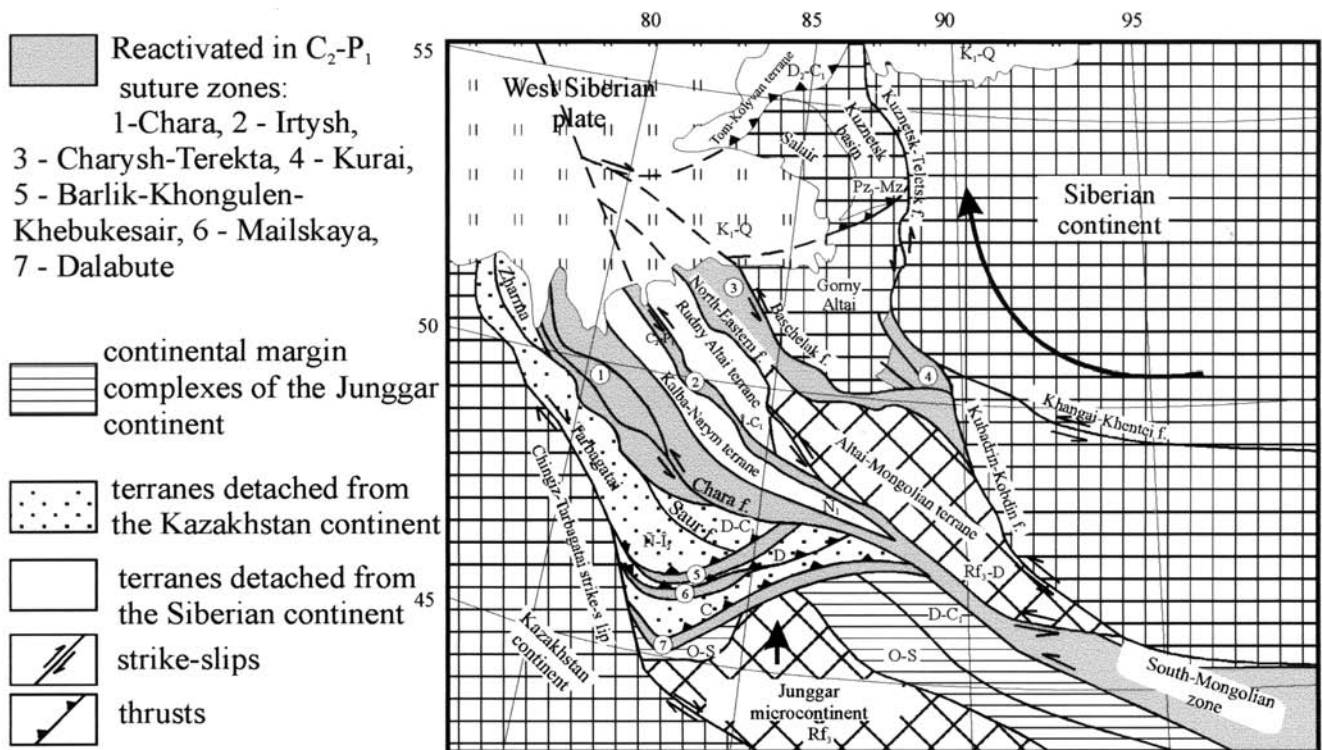 Reactivated in C₂-P₁
suture zones:
1-Chara, 2 - Irtysh,
3 - Charysh-Terekta, 4 - Kurai,
5 - Barlik-Khongulen-
Khebukesair, 6 - Mailskaya,
7 - Dalabute
continental margin
complexes of the Junggar
continent
terranes detached from
the Kazakhstan continent
terranes detached from
the Siberian continent
strike-slips
thrusts
80
85
90
95
55
50
45
West Siberian
plate
Tom-Kolyvan terrane
D₂-C₁
K₁-Q
Salair
Kuznetsk
basin
Kuznetsk-Teletsk f.
Pz₃-Mz
Siberian
continent
K₁-Q
Gorny
Altai
Zharma
3
North-Eastern f.
Rudny Altai terrane
Baschelak f.
1
2
4
Kalba-Narym terrane
Khangai-Khentei f.
Kubadrin-Kobdin f.
Altai-Mongolian terrane
Tarbagatai
Chingiz-Tarbagatai strike-s lip
Chara f.
Saur
D-C₁
N₁
D
5
6
C
7
Rf₃-D
D-C₁
O-S
O-S
Kazakhstan
continent
Junggar
microcontinent
Rf₃
South-Mongolian
zone